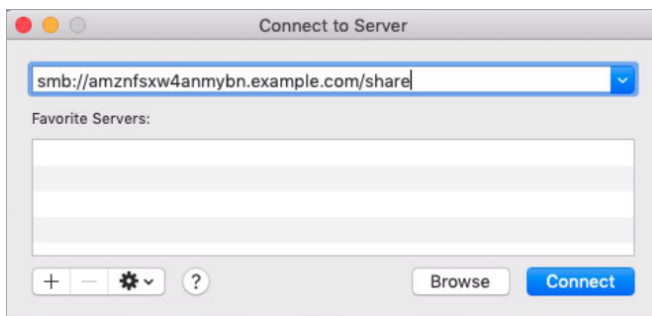 Connect to Server
smb://amznfsxw4anmybn.example.com/share
Favorite Servers:
+ − ?
Browse Connect